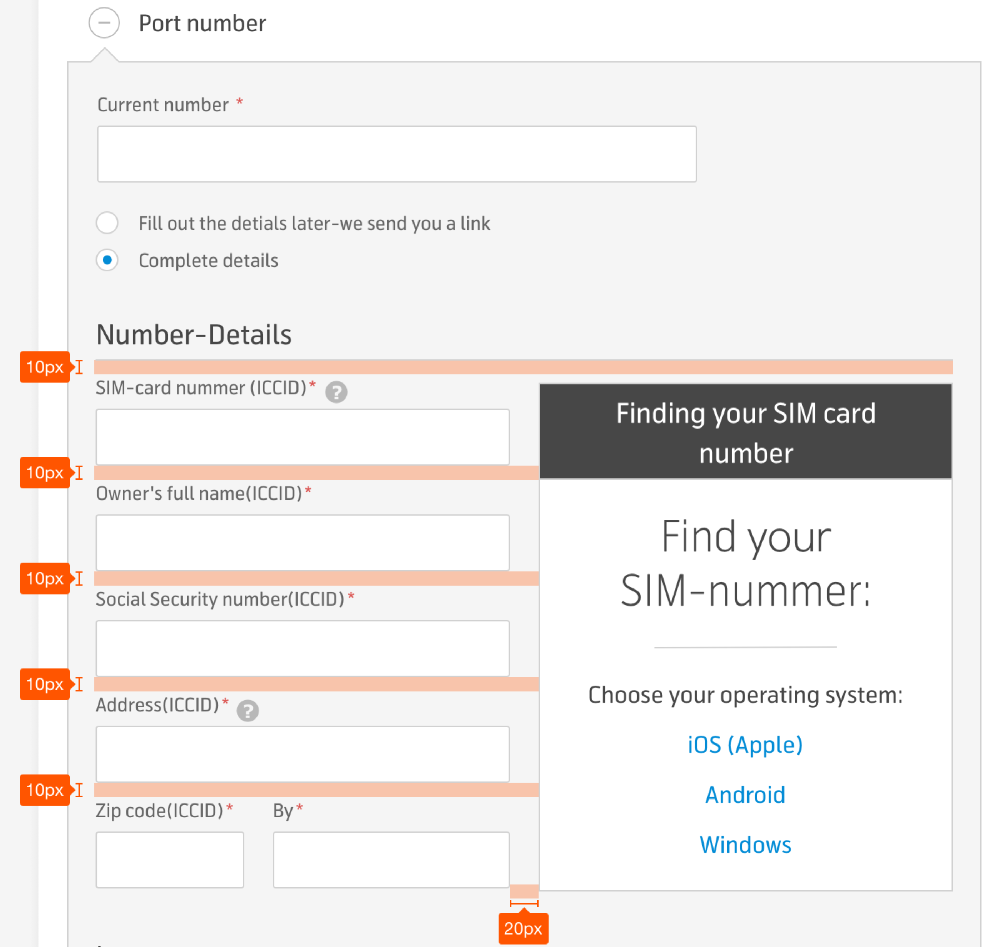 Port number
Current number *
Fill out the detials later-we send you a link
Complete details
Number-Details
10px
SIM-card nummer (ICCID)* ?
10px
Owner's full name(ICCID)*
10px
Social Security number(ICCID)*
10px
Address(ICCID)* ?
10px
Zip code(ICCID)* By*
20px
Finding your SIM card
number
Find your
SIM-nummer:
Choose your operating system:
iOS (Apple)
Android
Windows